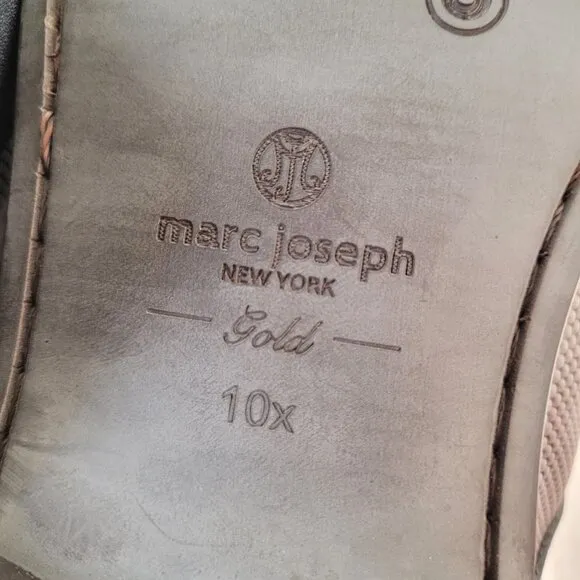 marc joseph
NEW YORK
Gold
10x